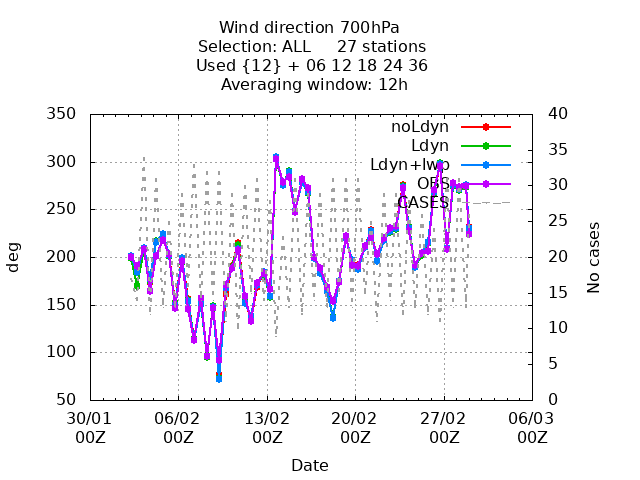 Wind direction 700hPa
Selection: ALL 27 stations
Used {12} + 06 12 18 24 36
Averaging window: 12h
350
300
250
200
150
100
50
40
35
30
25
20
15
10
5
0
noLdyn
Ldyn
Ldyn+lwp
OBS
CASES
deg
No cases
30/01 06/02 13/02 20/02 27/02 06/03
00Z 00Z 00Z 00Z 00Z 00Z
Date